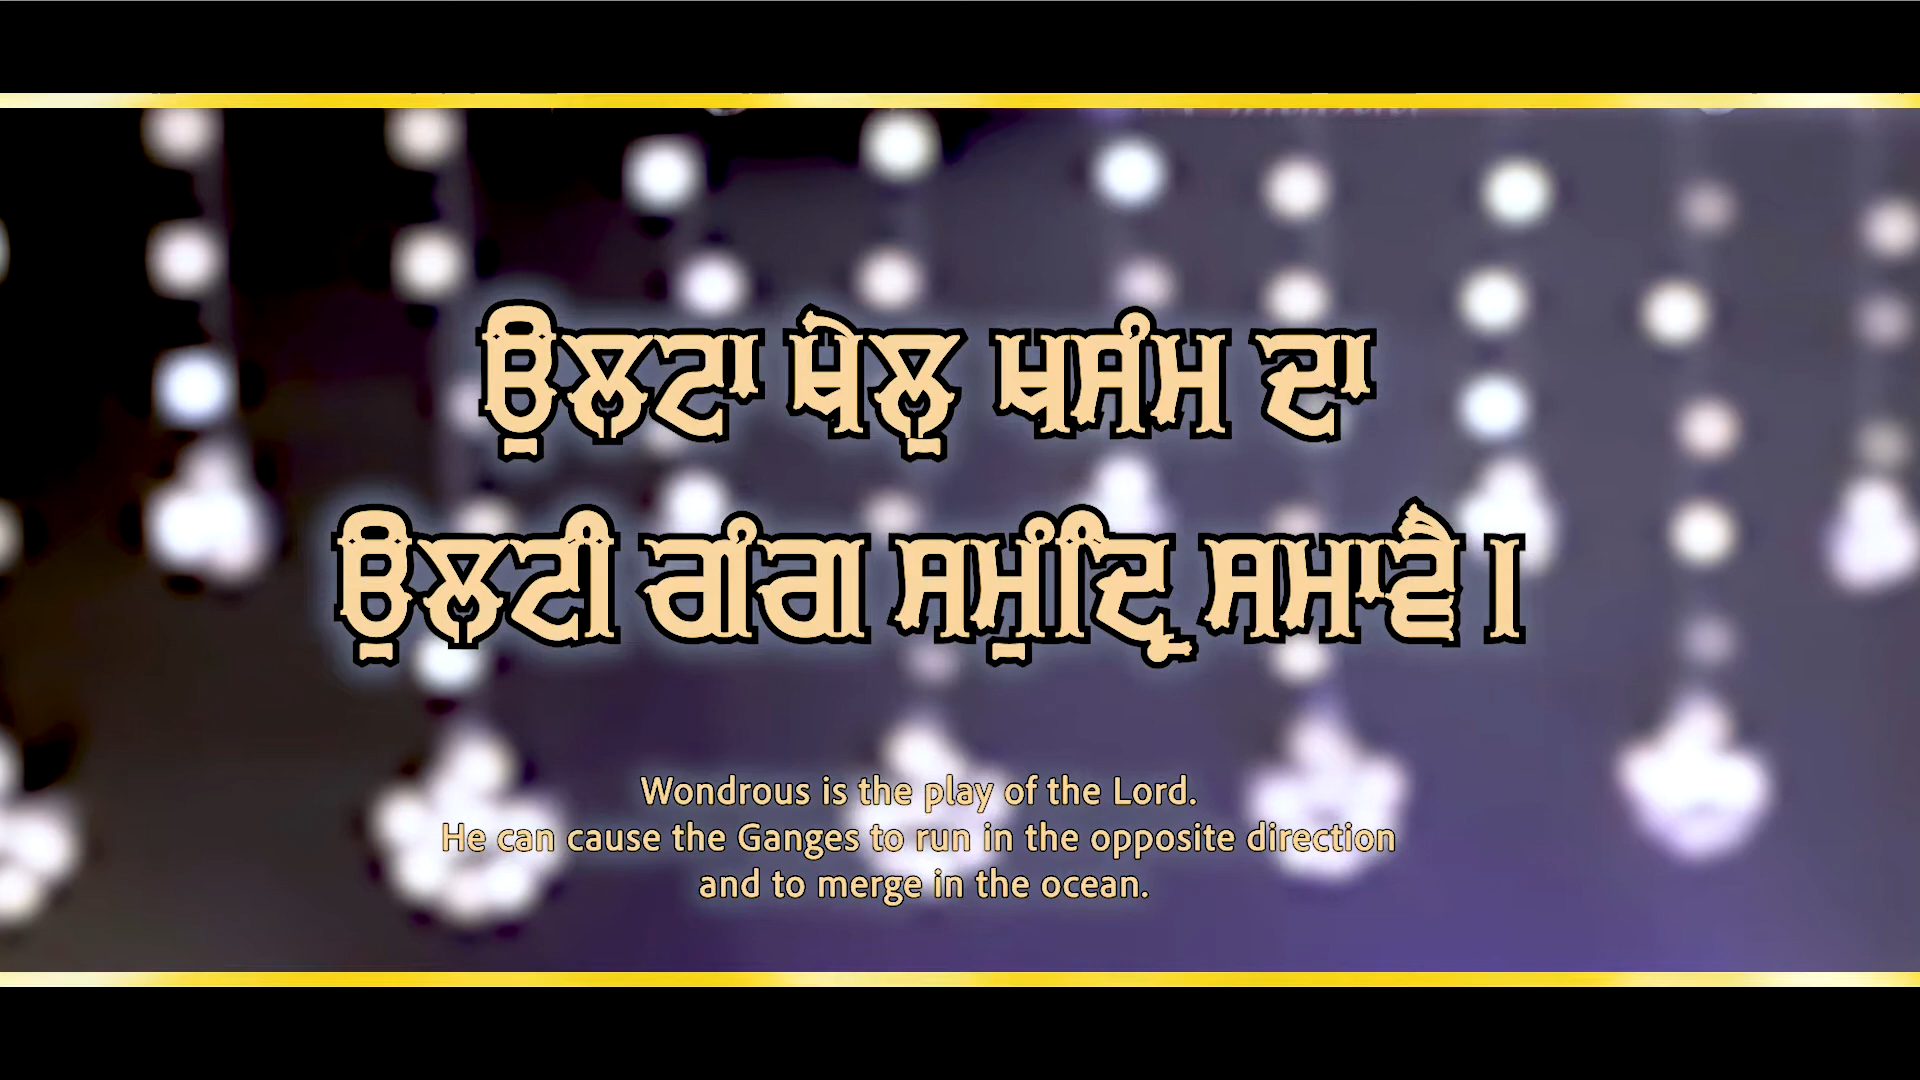 ਉਲਟਾ ਖੇਲੁ ਖਸੰਮ ਦਾ
ਉਲਟੀ ਗੰਗ ਸਮੁੰਦ੍ਰਿ ਸਮਾਵੈ ।
Wondrous is the play of the Lord.
He can cause the Ganges to run in the opposite direction
and to merge in the ocean.